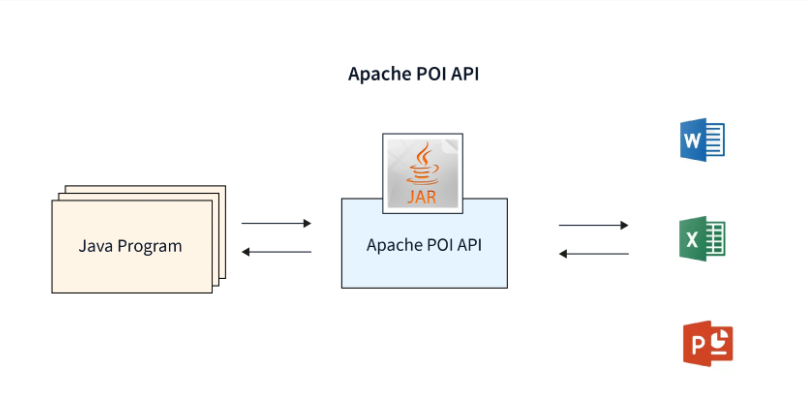 Apache POI API
JAR
Java Program
Apache POI API
W
X
P